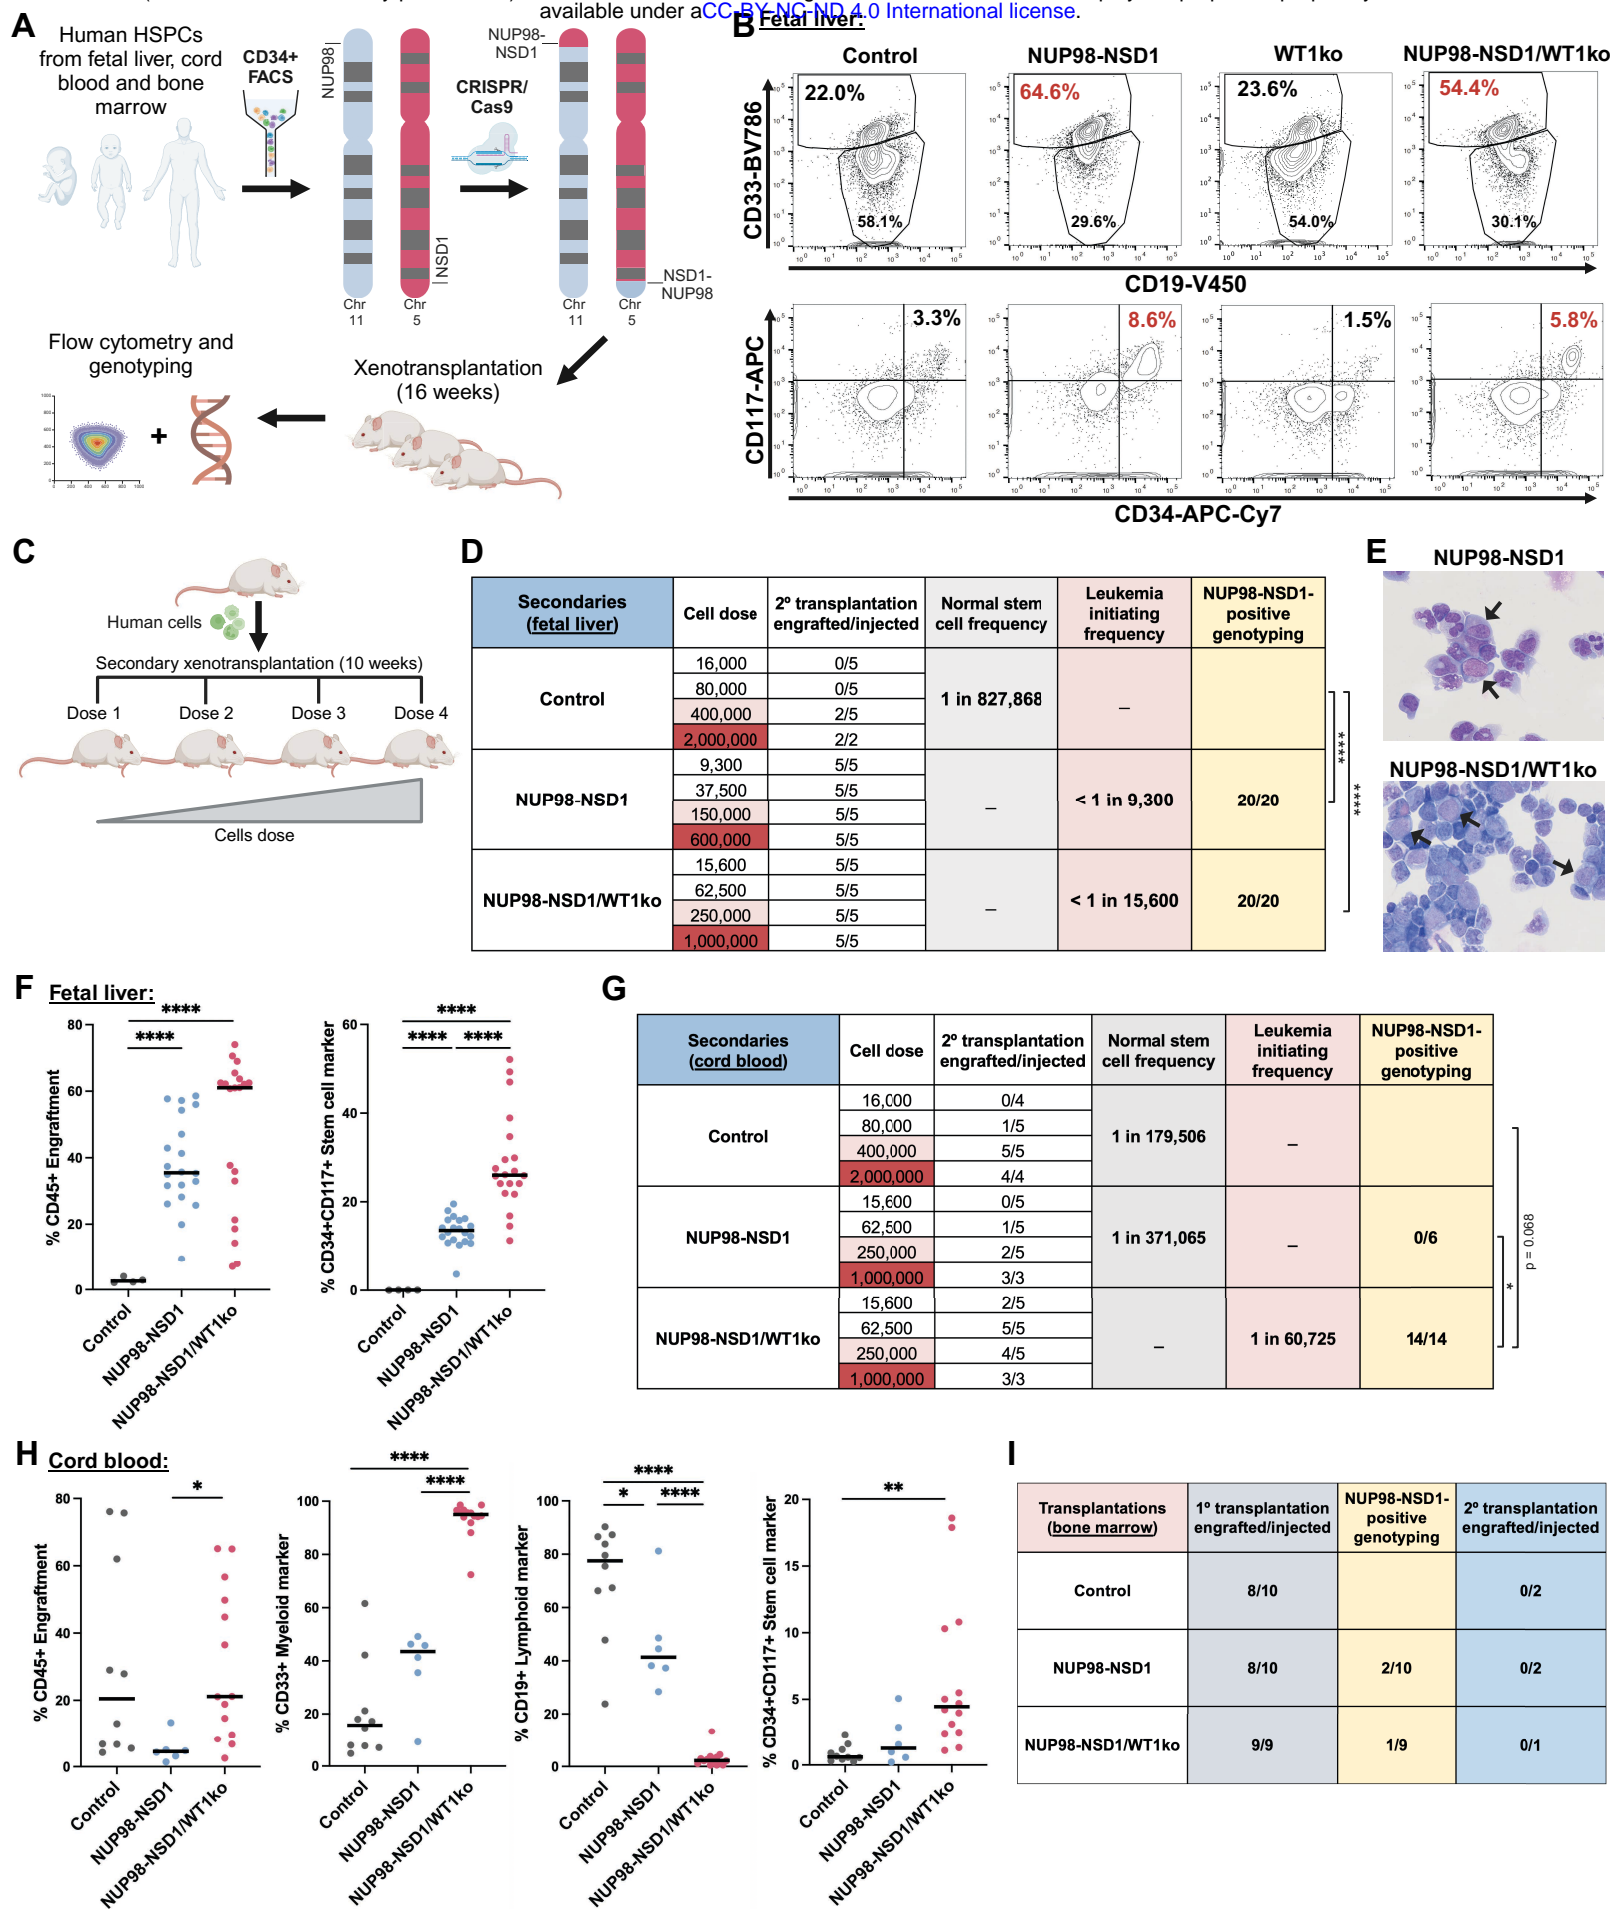 available under aCC-BY-NC-ND 4.0 International license.
A
Human HSPCs
from fetal liver, cord
blood and bone
marrow
CD34+
FACS
NUP98
NSD1
Chr
11
Chr
5
CRISPR/
Cas9
NUP98-
NSD1
NSD1-
NUP98
Chr
11
Chr
5
Xenotransplantation
(16 weeks)
Flow cytometry and
genotyping
+
B
Fetal liver:
Control
NUP98-NSD1
WT1ko
NUP98-NSD1/WT1ko
CD33-BV786
22.0%
58.1%
64.6%
29.6%
23.6%
54.0%
54.4%
30.1%
CD19-V450
CD117-APC
3.3%
8.6%
1.5%
5.8%
CD34-APC-Cy7
C
Human cells
Secondary xenotransplantation (10 weeks)
Dose 1 Dose 2 Dose 3 Dose 4
Cells dose
D
Secondaries
(fetal liver)
Cell dose
2º transplantation
engrafted/injected
Normal stem
cell frequency
Leukemia
initiating
frequency
NUP98-NSD1-
positive
genotyping
Control
16,000 0/5
80,000 0/5
400,000 2/5
2,000,000 2/2
1 in 827,868
–
NUP98-NSD1
9,300 5/5
37,500 5/5
150,000 5/5
600,000 5/5
–
< 1 in 9,300
20/20
NUP98-NSD1/WT1ko
15,600 5/5
62,500 5/5
250,000 5/5
1,000,000 5/5
–
< 1 in 15,600
20/20
****
****
E
NUP98-NSD1
NUP98-NSD1/WT1ko
F
Fetal liver:
% CD45+ Engraftment
80
60
40
20
0
****
****
Control
NUP98-NSD1
NUP98-NSD1/WT1ko
% CD34+CD117+ Stem cell marker
60
40
20
0
****
**** ****
Control
NUP98-NSD1
NUP98-NSD1/WT1ko
G
Secondaries
(cord blood)
Cell dose
2º transplantation
engrafted/injected
Normal stem
cell frequency
Leukemia
initiating
frequency
NUP98-NSD1-
positive
genotyping
Control
16,000 0/4
80,000 1/5
400,000 5/5
2,000,000 4/4
1 in 179,506
–
NUP98-NSD1
15,600 0/5
62,500 1/5
250,000 2/5
1,000,000 3/3
1 in 371,065
–
0/6
NUP98-NSD1/WT1ko
15,600 2/5
62,500 5/5
250,000 4/5
1,000,000 3/3
–
1 in 60,725
14/14
*
p = 0.068
H
Cord blood:
% CD45+ Engraftment
80
60
40
20
0
*
Control
NUP98-NSD1
NUP98-NSD1/WT1ko
% CD33+ Myeloid marker
100
80
60
40
20
0
****
****
Control
NUP98-NSD1
NUP98-NSD1/WT1ko
% CD19+ Lymphoid marker
100
80
60
40
20
0
****
* ****
Control
NUP98-NSD1
NUP98-NSD1/WT1ko
% CD34+CD117+ Stem cell marker
20
15
10
5
0
**
Control
NUP98-NSD1
NUP98-NSD1/WT1ko
I
Transplantations
(bone marrow)
1º transplantation
engrafted/injected
NUP98-NSD1-
positive
genotyping
2º transplantation
engrafted/injected
Control 8/10 0/2
NUP98-NSD1 8/10 2/10 0/2
NUP98-NSD1/WT1ko 9/9 1/9 0/1